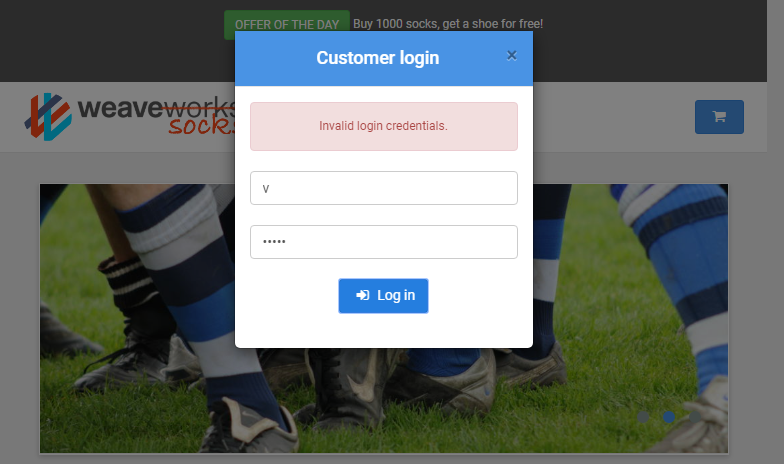 OFFER OF THE DAY Buy 1000 socks, get a shoe for free!
Customer login ×
weaveworks
socks
Invalid login credentials.
v
•••••
Log in